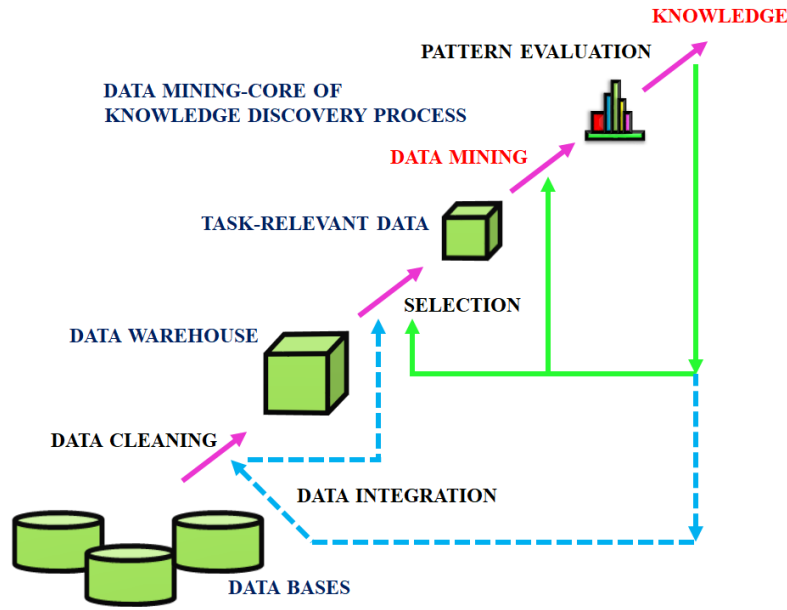 KNOWLEDGE
PATTERN EVALUATION
DATA MINING-CORE OF
KNOWLEDGE DISCOVERY PROCESS
DATA MINING
TASK-RELEVANT DATA
SELECTION
DATA WAREHOUSE
DATA CLEANING
DATA INTEGRATION
DATA BASES